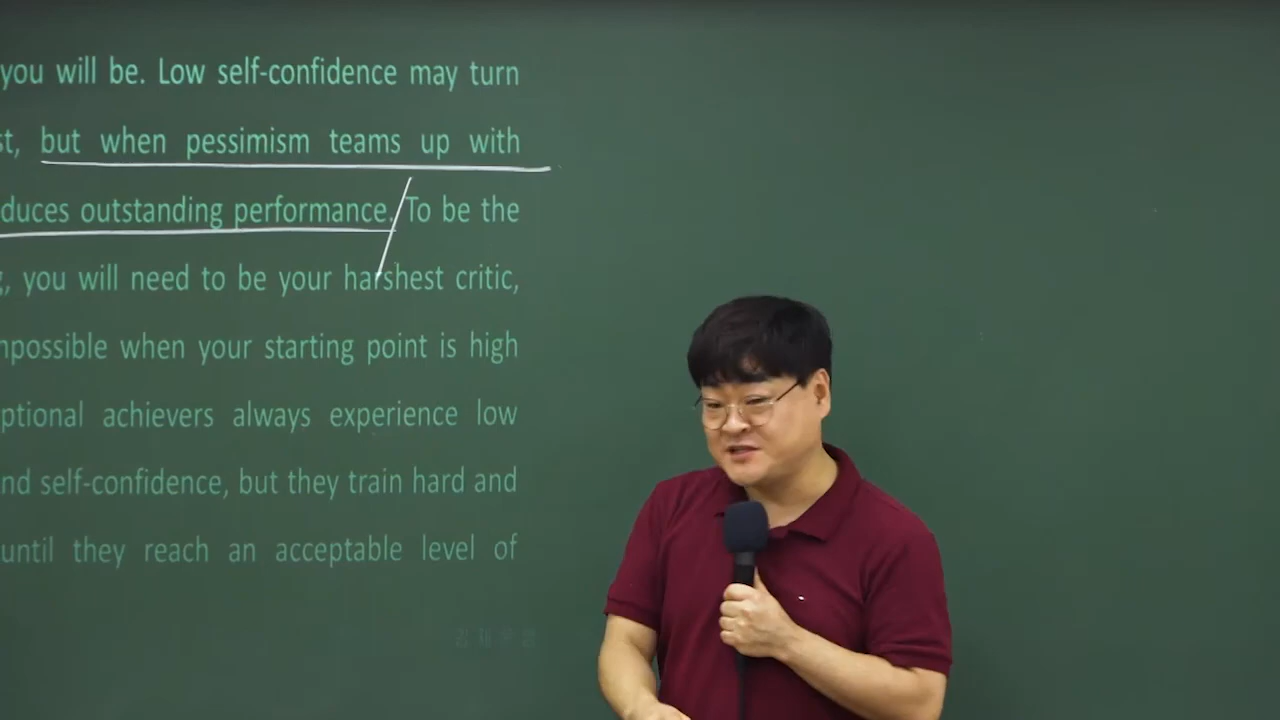 you will be. Low self-confidence may turn
st, but when pessimism teams up with
duces outstanding performance. To be the
g, you will need to be your harshest critic,
mpossible when your starting point is high
ptional achievers always experience low
nd self-confidence, but they train hard and
until they reach an acceptable level of